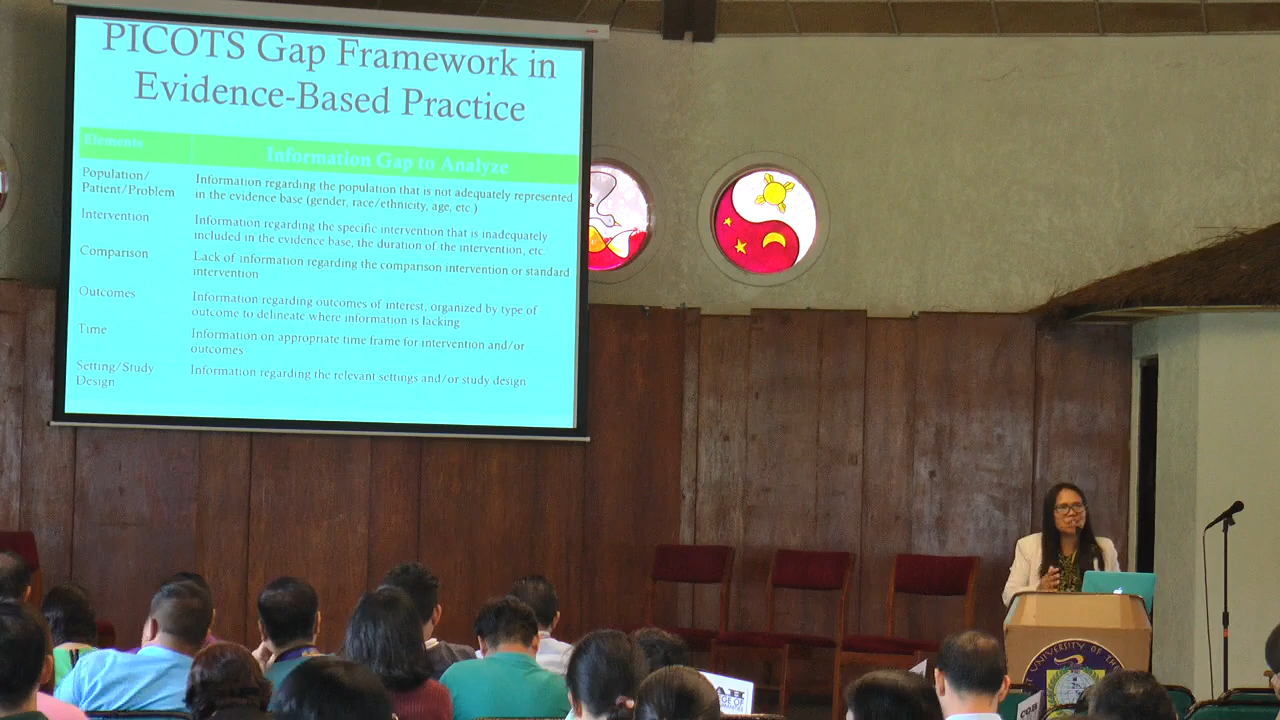 PICOTS Gap Framework in
Evidence-Based Practice
Elements
Information Gap to Analyze
Population/
Patient/Problem
Information regarding the population that is not adequately represented
in the evidence base (gender, race/ethnicity, age, etc.)
Intervention
Information regarding the specific intervention that is inadequately
included in the evidence base, the duration of the intervention, etc
Comparison
Lack of information regarding the comparison intervention or standard
intervention
Outcomes
Information regarding outcomes of interest, organized by type of
outcome to delineate where information is lacking
Time
Information on appropriate time frame for intervention and/or
outcomes
Setting/Study
Design
Information regarding the relevant settings and/or study design
UNIVERSITY OF THE